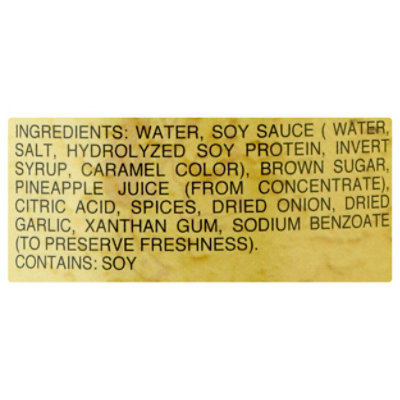 INGREDIENTS: WATER, SOY SAUCE ( WATER,
SALT, HYDROLYZED SOY PROTEIN, INVERT
SYRUP, CARAMEL COLOR), BROWN SUGAR,
PINEAPPLE JUICE (FROM CONCENTRATE),
CITRIC ACID, SPICES, DRIED ONION, DRIED
GARLIC, XANTHAN GUM, SODIUM BENZOATE
(TO PRESERVE FRESHNESS).
CONTAINS: SOY